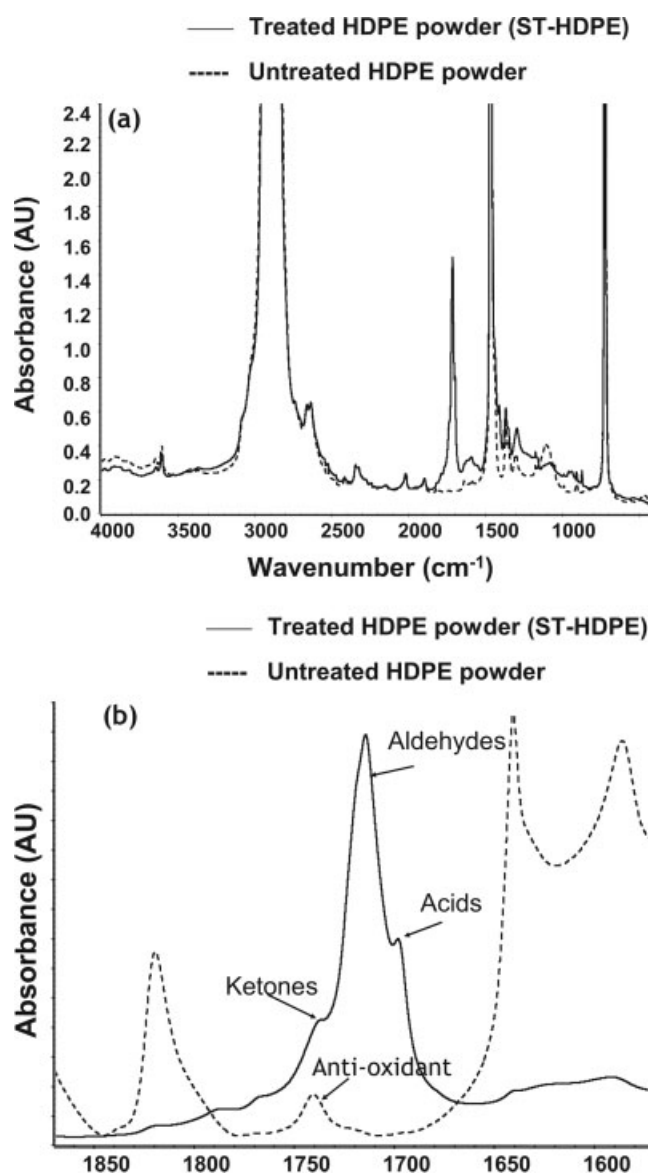 Treated HDPE powder (ST-HDPE)
Untreated HDPE powder
(a)
2.4
2.2
2.0
1.8
1.6
1.4
1.2
1.0
0.8
0.6
0.4
0.2
0.0
Absorbance (AU)
4000 3500 3000 2500 2000 1500 1000
Wavenumber (cm-1)
Treated HDPE powder (ST-HDPE)
Untreated HDPE powder
(b)
Aldehydes
Acids
Ketones
Anti-oxidant
Absorbance (AU)
1850 1800 1750 1700 1650 1600